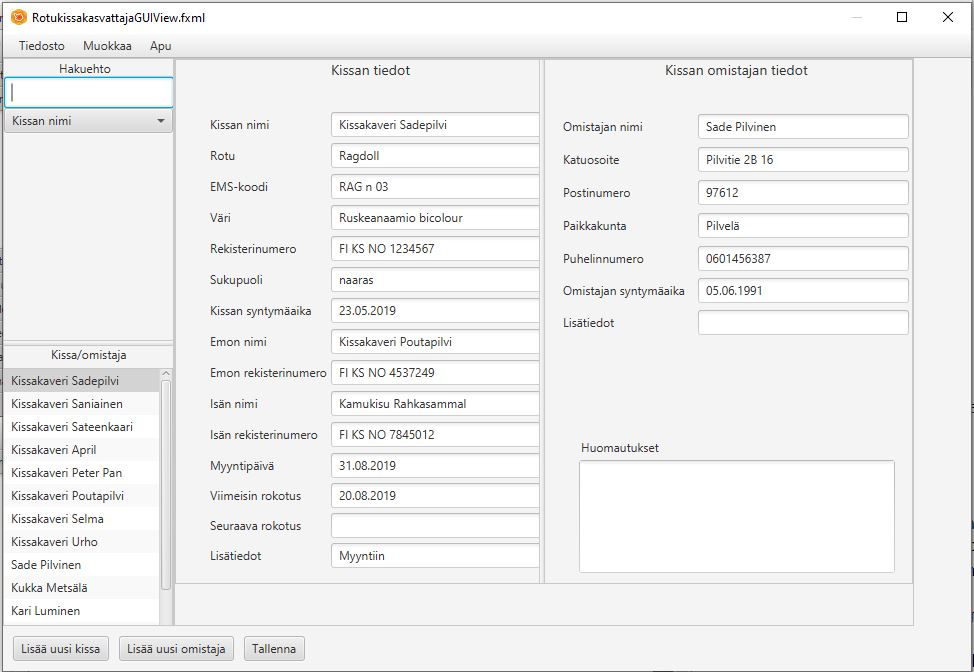 RotukissakasvattajaGUIView.fxml
Tiedosto Muokkaa Apu
Hakuehto
Kissan nimi
Kissa/omistaja
Kissakaveri Sadepilvi
Kissakaveri Saniainen
Kissakaveri Sateenkaari
Kissakaveri April
Kissakaveri Peter Pan
Kissakaveri Poutapilvi
Kissakaveri Selma
Kissakaveri Urho
Sade Pilvinen
Kukka Metsälä
Kari Luminen
Kissan tiedot
Kissan nimi Kissakaveri Sadepilvi
Rotu Ragdoll
EMS-koodi RAG n 03
Väri Ruskeanaamio bicolour
Rekisterinumero FI KS NO 1234567
Sukupuoli naaras
Kissan syntymäaika 23.05.2019
Emon nimi Kissakaveri Poutapilvi
Emon rekisterinumero FI KS NO 4537249
Isän nimi Kamukisu Rahkasammal
Isän rekisterinumero FI KS NO 7845012
Myyntipäivä 31.08.2019
Viimeisin rokotus 20.08.2019
Seuraava rokotus
Lisätiedot Myyntiin
Kissan omistajan tiedot
Omistajan nimi Sade Pilvinen
Katuosoite Pilvitie 2B 16
Postinumero 97612
Paikkakunta Pilvelä
Puhelinnumero 0601456387
Omistajan syntymäaika 05.06.1991
Lisätiedot
Huomautukset
Lisää uusi kissa Lisää uusi omistaja Tallenna